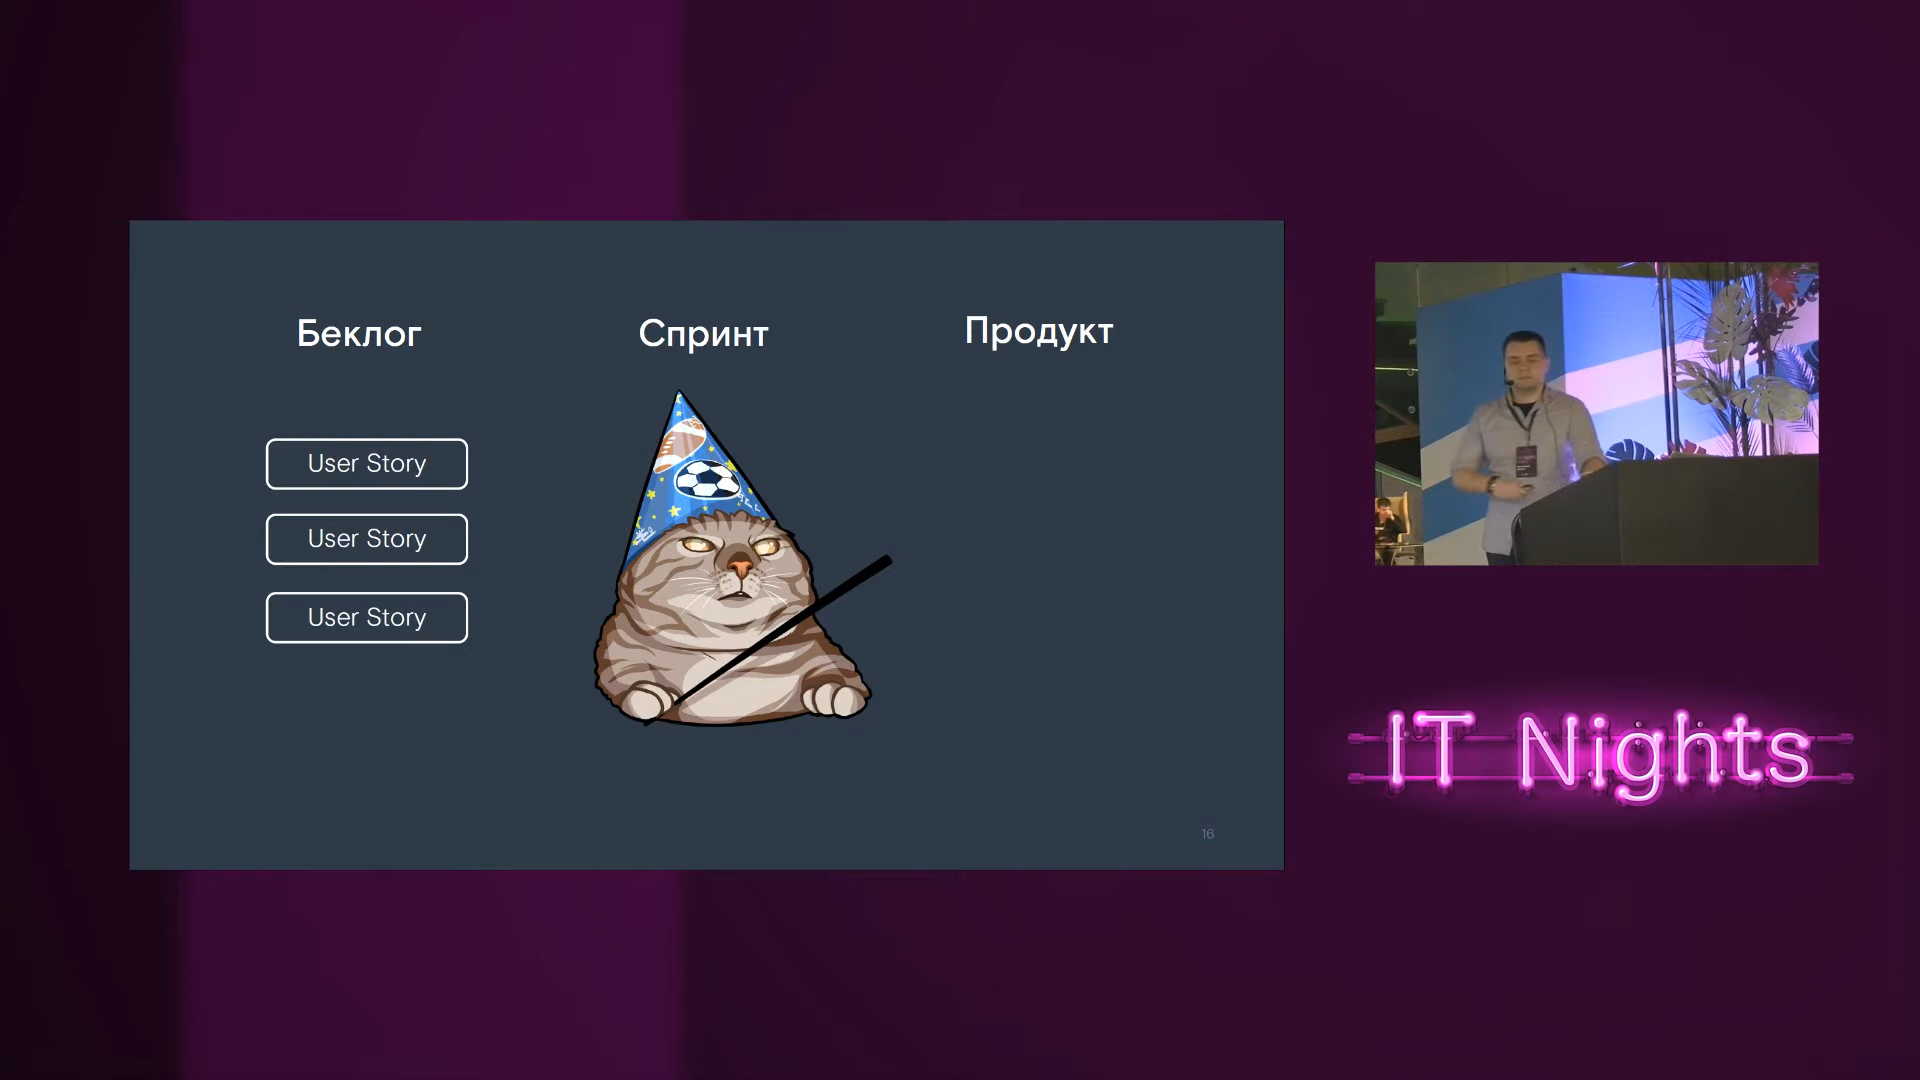 Беклог
Спринт
Продукт
User Story
User Story
User Story
16
IT Nights